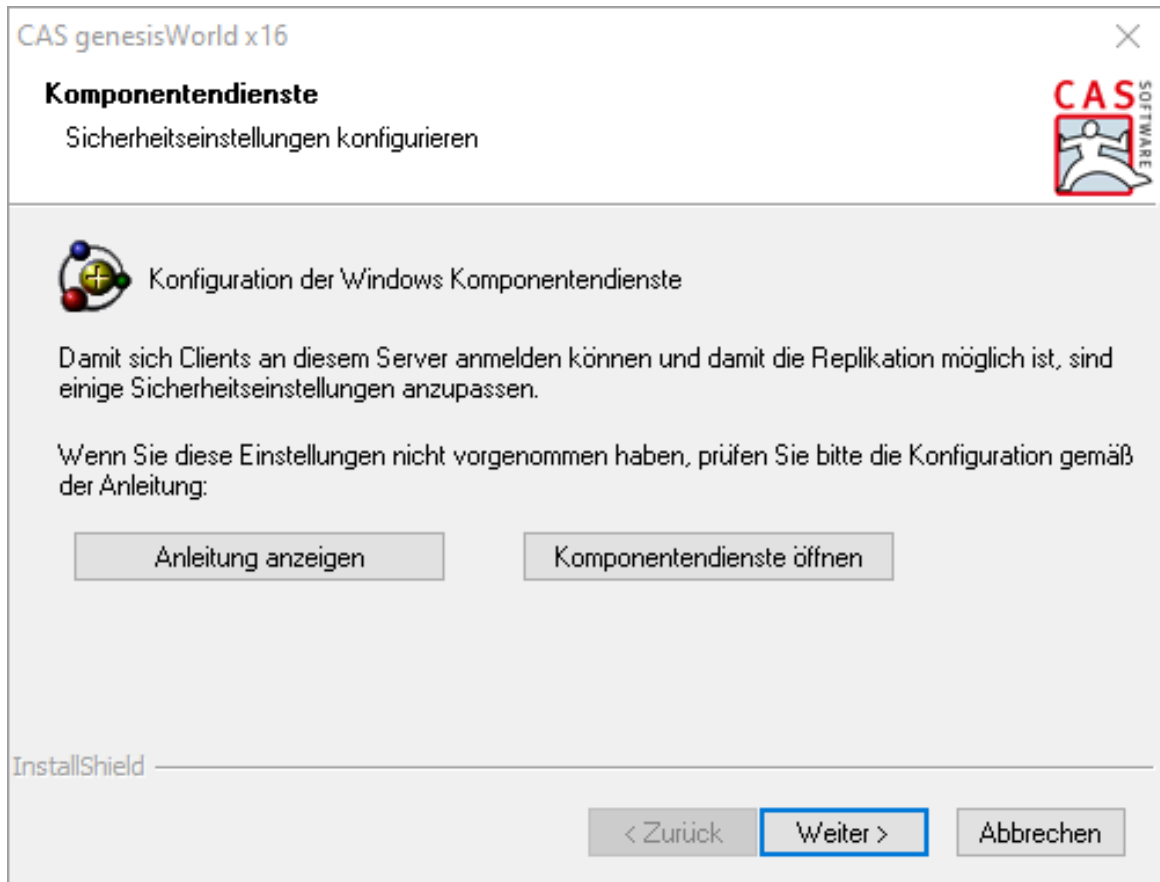 CAS genesisWorld x16
Komponentendienste
Sicherheitseinstellungen konfigurieren
CAS
SOFTWARE
Konfiguration der Windows Komponentendienste
Damit sich Clients an diesem Server anmelden können und damit die Replikation möglich ist, sind
einige Sicherheitseinstellungen anzupassen.
Wenn Sie diese Einstellungen nicht vorgenommen haben, prüfen Sie bitte die Konfiguration gemäß
der Anleitung:
Anleitung anzeigen
Komponentendienste öffnen
InstallShield
< Zurück
Weiter >
Abbrechen